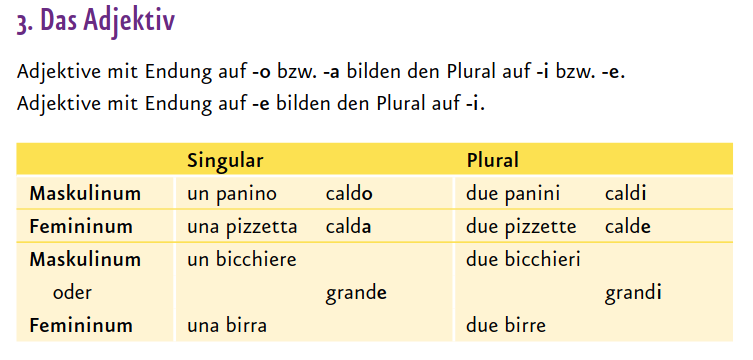 3. Das Adjektiv
Adjektive mit Endung auf -o bzw. -a bilden den Plural auf -i bzw. -e.
Adjektive mit Endung auf -e bilden den Plural auf -i.
Singular Plural
Maskulinum un panino caldo due panini caldi
Femininum una pizzetta calda due pizzette calde
Maskulinum un bicchiere due bicchieri
oder grande grandi
Femininum una birra due birre